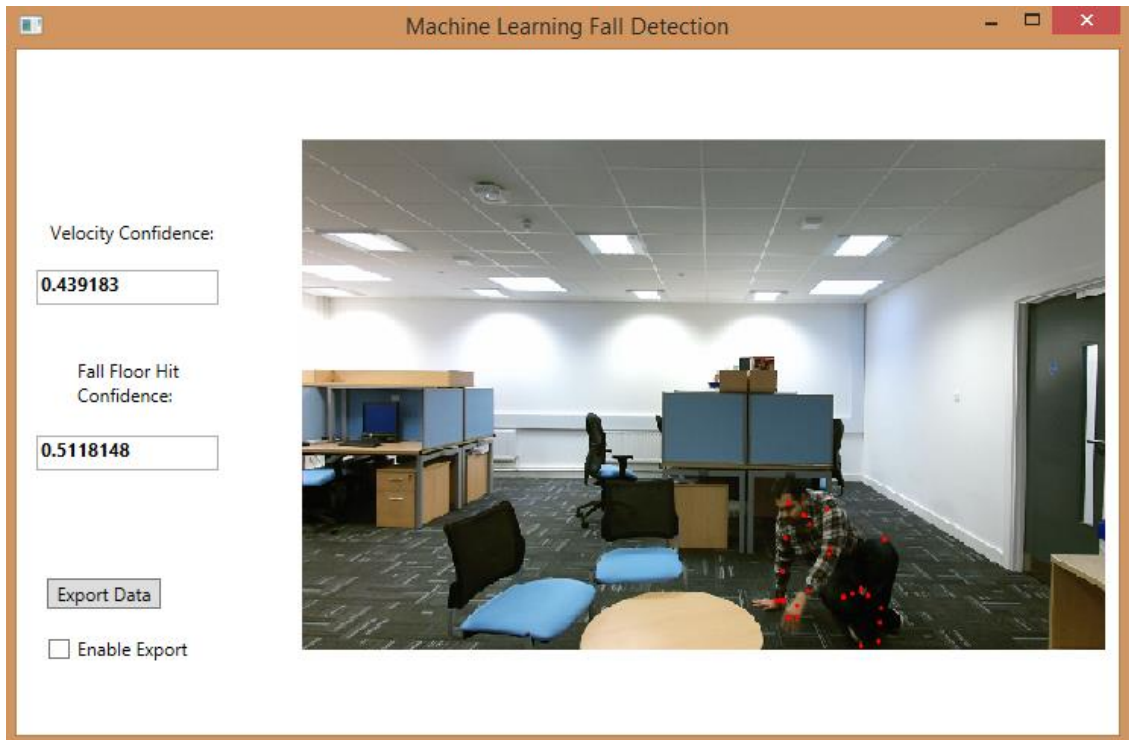 Machine Learning Fall Detection
Velocity Confidence:
0.439183
Fall Floor Hit
Confidence:
0.5118148
Export Data
Enable Export